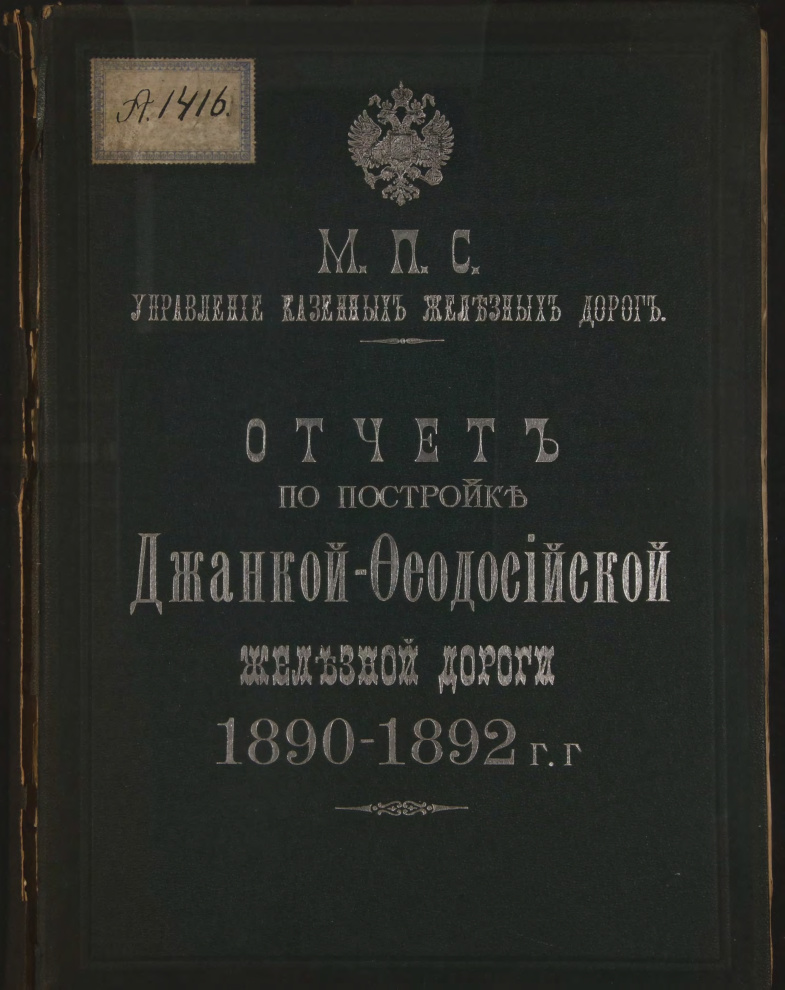 А.1416.
М. П. С.
УПРАВЛЕНІЕ КАЗЕННЫХЪ ЖЕЛѢЗНЫХЪ ДОРОГЪ.
ОТЧЕТЪ
ПО ПОСТРОЙКѢ
Джанкой-Ѳеодосійской
ЖЕЛѢЗНОЙ ДОРОГИ
1890-1892 г. г